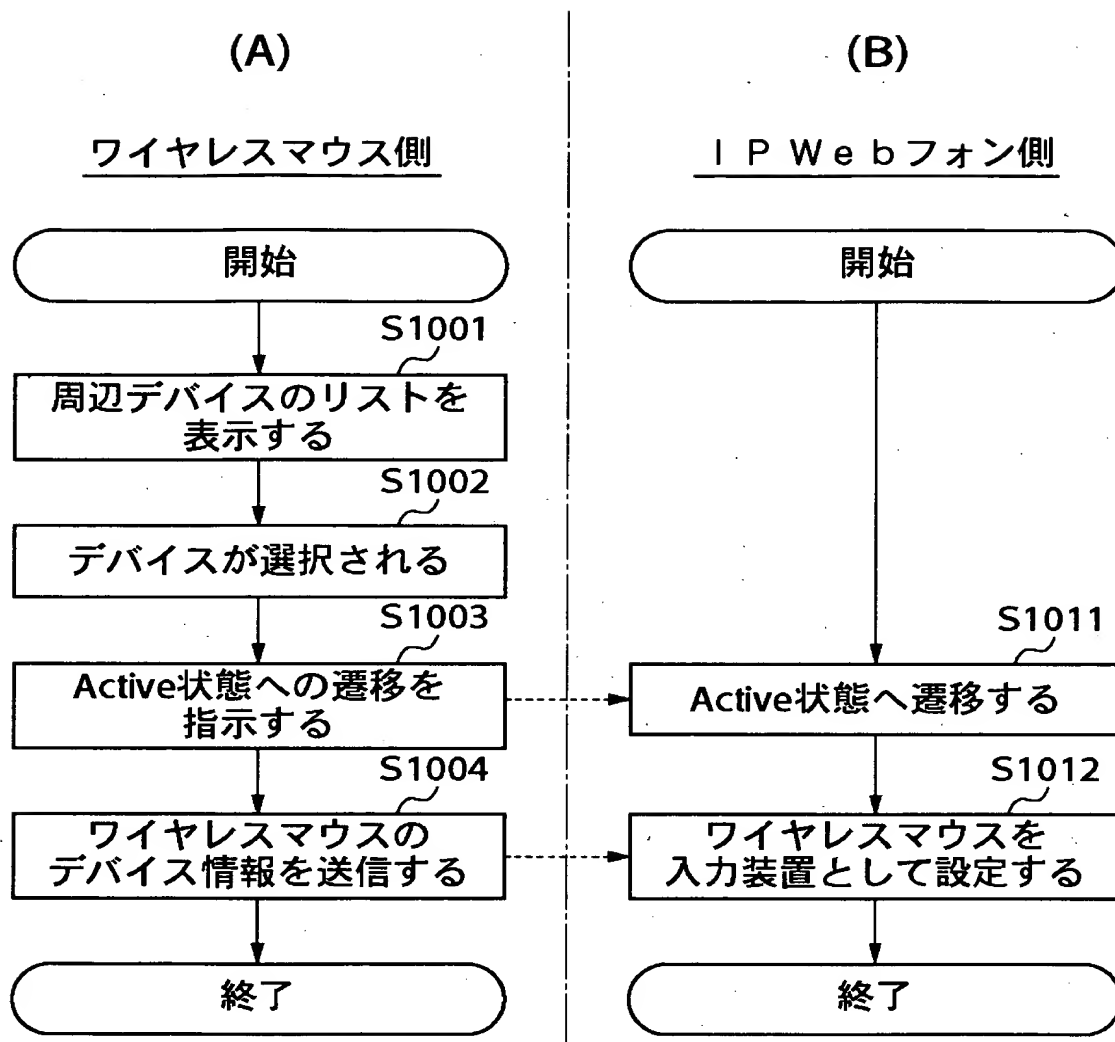 (A)
ワイヤレスマウス側
開始
S1001
周辺デバイスのリストを
表示する
S1002
デバイスが選択される
S1003
Active状態への遷移を
指示する
S1004
ワイヤレスマウスの
デバイス情報を送信する
終了
(B)
ＩＰＷｅｂフォン側
開始
S1011
Active状態へ遷移する
S1012
ワイヤレスマウスを
入力装置として設定する
終了